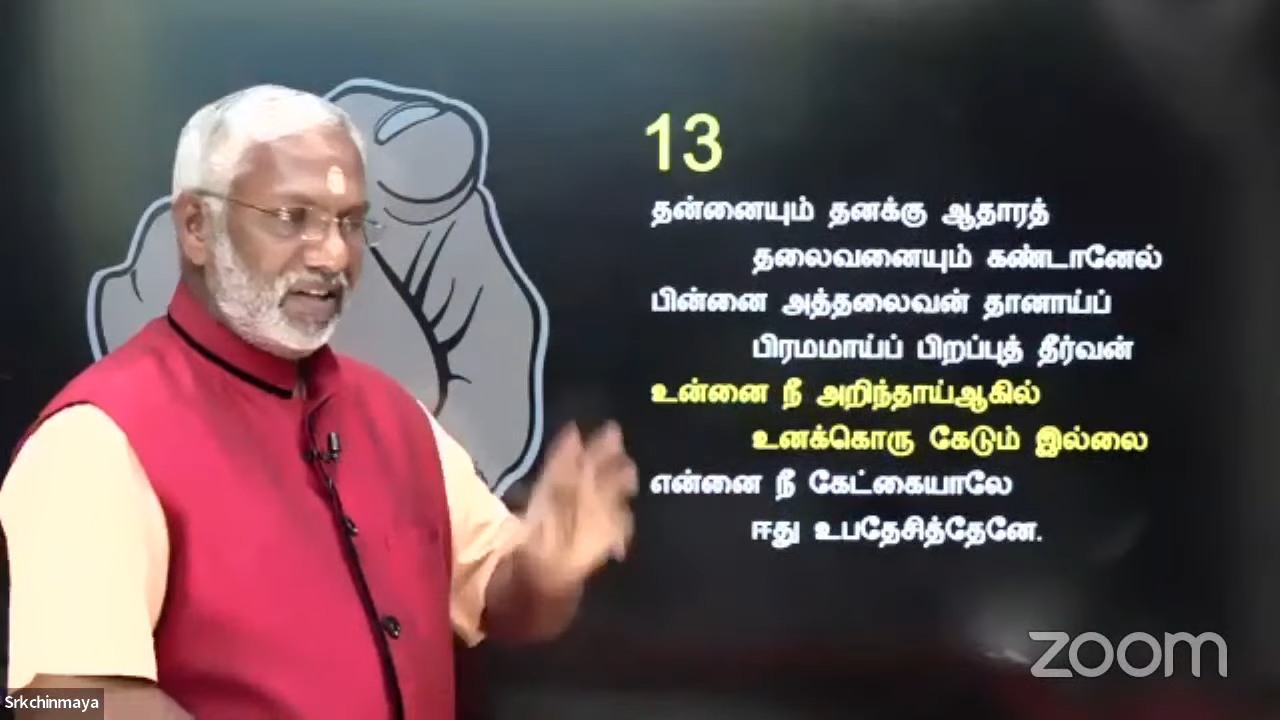 13
தன்னையும் தனக்கு ஆதாரத்
தலைவனையும் கண்டானேல்
பின்னை அத்தலைவன் தானாய்ப்
பிரமமாய்ப் பிறப்புத் தீர்வன்
உன்னை நீ அறிந்தாய்ஆகில்
உனக்கொரு கேடும் இல்லை
என்னை நீ கேட்கையாலே
ஈது உபதேசித்தேனே.
zoom
Srkchinmaya